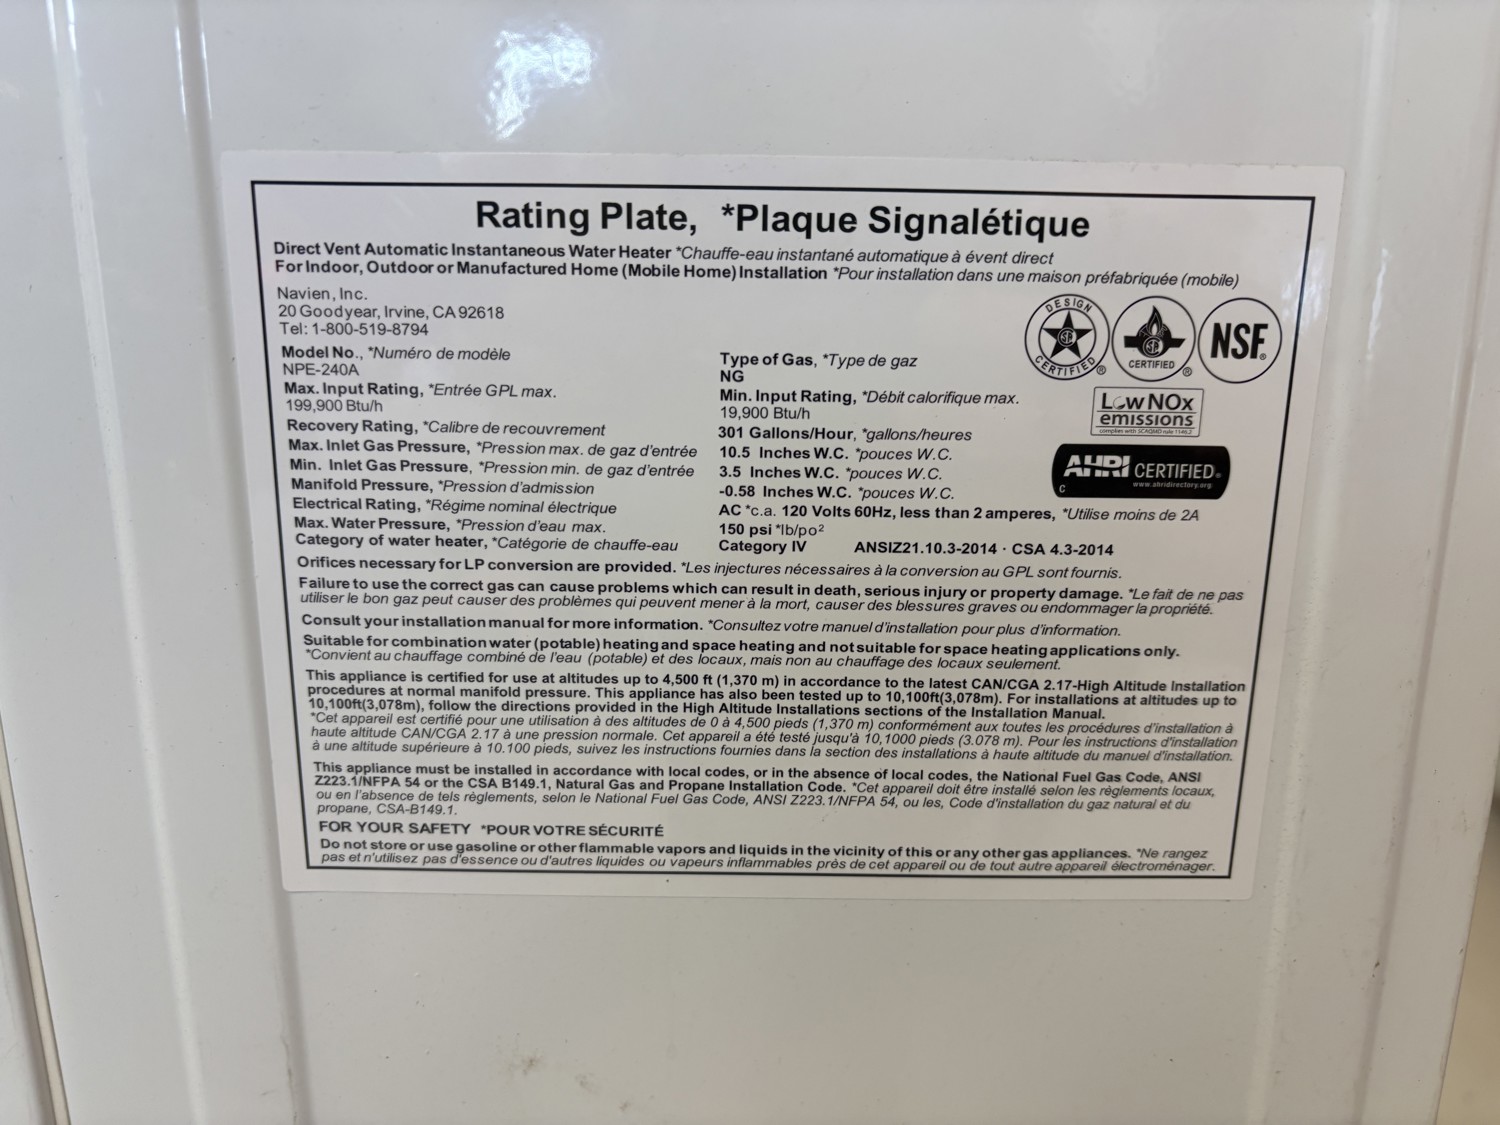 Rating Plate, *Plaque Signalétique
Direct Vent Automatic Instantaneous Water Heater *Chauffe-eau instantané automatique à évent direct
For Indoor, Outdoor or Manufactured Home (Mobile Home) Installation *Pour installation dans une maison préfabriquée (mobile)
Navien, Inc.
20 Goodyear, Irvine, CA 92618
Tel: 1-800-519-8794
DESIGN CERTIFIED ®
CERTIFIED ®
NSF®
Model No., *Numéro de modèle
NPE-240A
Type of Gas, *Type de gaz
NG
Max. Input Rating, *Entrée GPL max.
199,900 Btu/h
Min. Input Rating, *Débit calorifique max.
19,900 Btu/h
LowNOx
emissions
complies with SCAQMD rule 1146.2
Recovery Rating, *Calibre de recouvrement 301 Gallons/Hour, *gallons/heures
Max. Inlet Gas Pressure, *Pression max. de gaz d'entrée 10.5 Inches W.C. *pouces W.C.
Min. Inlet Gas Pressure, *Pression min. de gaz d'entrée 3.5 Inches W.C. *pouces W.C.
AHRI CERTIFIED®
www.ahridirectory.org
C
Manifold Pressure, *Pression d'admission -0.58 Inches W.C. *pouces W.C.
Electrical Rating, *Régime nominal électrique AC *c.a. 120 Volts 60Hz, less than 2 amperes, *Utilise moins de 2A
Max. Water Pressure, *Pression d'eau max. 150 psi *lb/po²
Category of water heater, *Catégorie de chauffe-eau Category IV ANSIZ21.10.3-2014 · CSA 4.3-2014
Orifices necessary for LP conversion are provided. *Les injectures nécessaires à la conversion au GPL sont fournis.
Failure to use the correct gas can cause problems which can result in death, serious injury or property damage. *Le fait de ne pas
utiliser le bon gaz peut causer des problèmes qui peuvent mener à la mort, causer des blessures graves ou endommager la propriété.
Consult your installation manual for more information. *Consultez votre manuel d'installation pour plus d'information.
Suitable for combination water (potable) heating and space heating and not suitable for space heating applications only.
*Convient au chauffage combiné de l'eau (potable) et des locaux, mais non au chauffage des locaux seulement.
This appliance is certified for use at altitudes up to 4,500 ft (1,370 m) in accordance to the latest CAN/CGA 2.17-High Altitude Installation
procedures at normal manifold pressure. This appliance has also been tested up to 10,100ft(3,078m). For installations at altitudes up to
10,100ft(3,078m), follow the directions provided in the High Altitude Installations sections of the Installation Manual.
*Cet appareil est certifié pour une utilisation à des altitudes de 0 à 4,500 pieds (1,370 m) conformément aux toutes les procédures d'installation à
haute altitude CAN/CGA 2.17 à une pression normale. Cet appareil a été testé jusqu'à 10,1000 pieds (3.078 m). Pour les instructions d'installation
à une altitude supérieure à 10.100 pieds, suivez les instructions fournies dans la section des installations à haute altitude du manuel d'installation.
This appliance must be installed in accordance with local codes, or in the absence of local codes, the National Fuel Gas Code, ANSI
Z223.1/NFPA 54 or the CSA B149.1, Natural Gas and Propane Installation Code. *Cet appareil doit être installé selon les règlements locaux,
ou en l'absence de tels règlements, selon le National Fuel Gas Code, ANSI Z223.1/NFPA 54, ou les, Code d'installation du gaz natural et du
propane, CSA-B149.1.
FOR YOUR SAFETY *POUR VOTRE SÉCURITÉ
Do not store or use gasoline or other flammable vapors and liquids in the vicinity of this or any other gas appliances. *Ne rangez
pas et n'utilisez pas d'essence ou d'autres liquides ou vapeurs inflammables près de cet appareil ou de tout autre appareil électroménager.